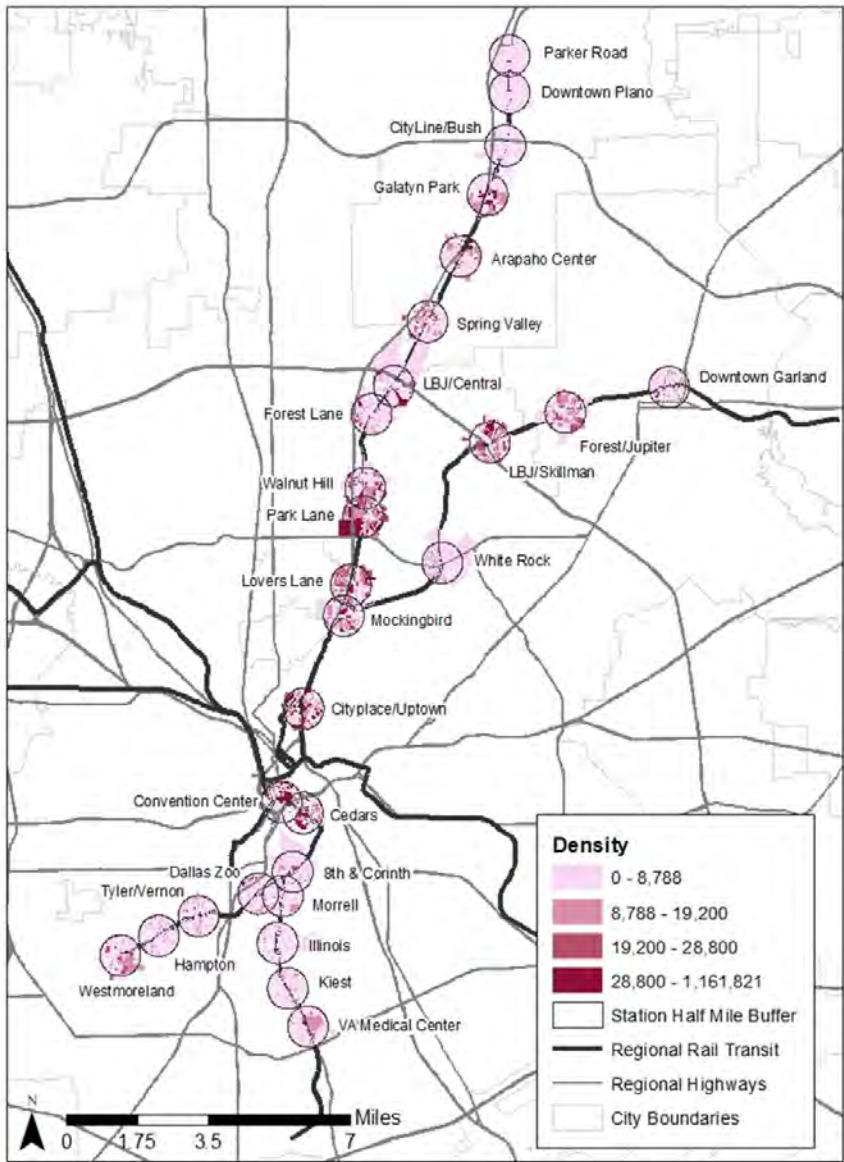 Parker Road
Downtown Plano
CityLine/Bush
Galatyn Park
Arapaho Center
Spring Valley
LBJ/Central
Downtown Garland
Forest Lane
Forest/Jupiter
LBJ/Skillman
Walnut Hill
Park Lane
White Rock
Lovers Lane
Mockingbird
Cityplace/Uptown
Convention Center
Cedars
Dallas Zoo
8th & Corinth
Tyler/Vernon
Morrell
Illinois
Hampton
Westmoreland
Kiest
VA Medical Center
Density
0 - 8,788
8,788 - 19,200
19,200 - 28,800
28,800 - 1,161,821
Station Half Mile Buffer
Regional Rail Transit
Regional Highways
City Boundaries
N
Miles
0 1.75 3.5 7